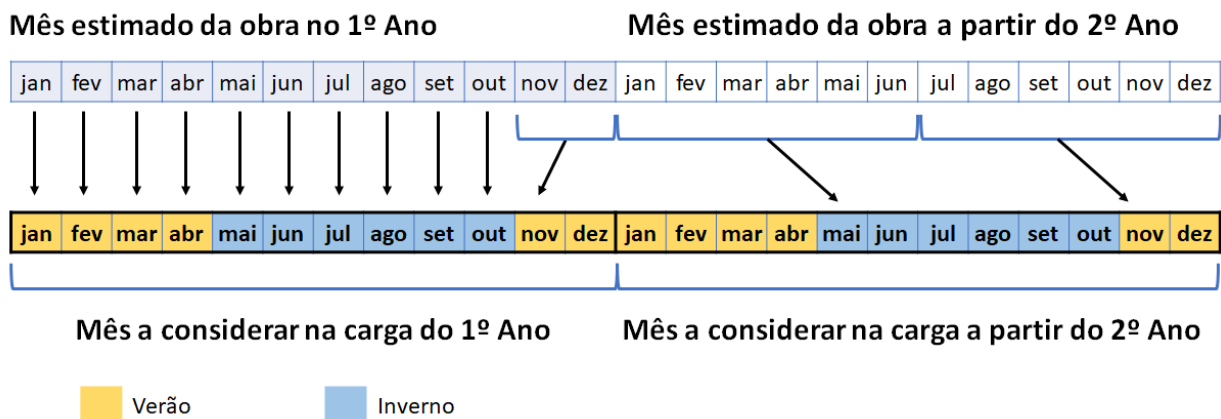 Mês estimado da obra no 1º Ano Mês estimado da obra a partir do 2º Ano
jan fev mar abr mai jun jul ago set out nov dez jan fev mar abr mai jun jul ago set out nov dez
jan fev mar abr mai jun jul ago set out nov dez jan fev mar abr mai jun jul ago set out nov dez
Mês a considerar na carga do 1º Ano Mês a considerar na carga a partir do 2º Ano
Verão Inverno